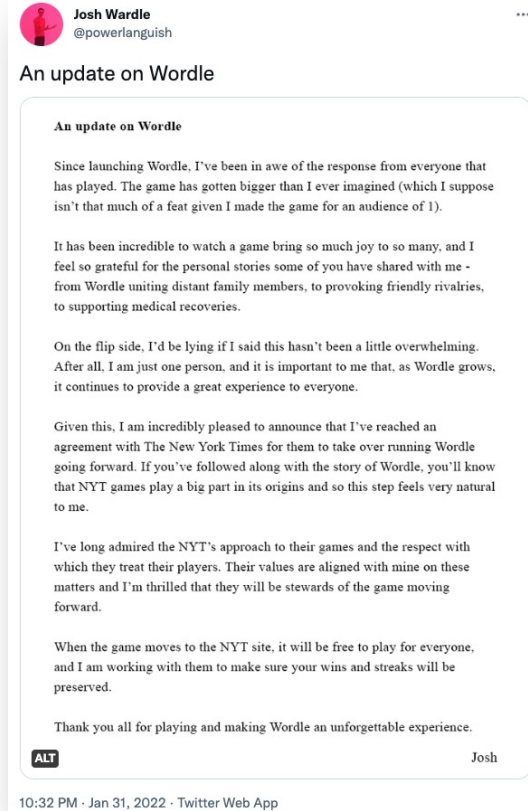 Josh Wardle
@powerlanguish
...
An update on Wordle
An update on Wordle
Since launching Wordle, I've been in awe of the response from everyone that
has played. The game has gotten bigger than I ever imagined (which I suppose
isn't that much of a feat given I made the game for an audience of 1).
It has been incredible to watch a game bring so much joy to so many, and I
feel so grateful for the personal stories some of you have shared with me -
from Wordle uniting distant family members, to provoking friendly rivalries,
to supporting medical recoveries.
On the flip side, I'd be lying if I said this hasn't been a little overwhelming.
After all, I am just one person, and it is important to me that, as Wordle grows,
it continues to provide a great experience to everyone.
Given this, I am incredibly pleased to announce that I've reached an
agreement with The New York Times for them to take over running Wordle
going forward. If you've followed along with the story of Wordle, you'll know
that NYT games play a big part in its origins and so this step feels very natural
to me.
I've long admired the NYT's approach to their games and the respect with
which they treat their players. Their values are aligned with mine on these
matters and I'm thrilled that they will be stewards of the game moving
forward.
When the game moves to the NYT site, it will be free to play for everyone,
and I am working with them to make sure your wins and streaks will be
preserved.
Thank you all for playing and making Wordle an unforgettable experience.
Josh
ALT
10:32 PM · Jan 31, 2022 · Twitter Web App